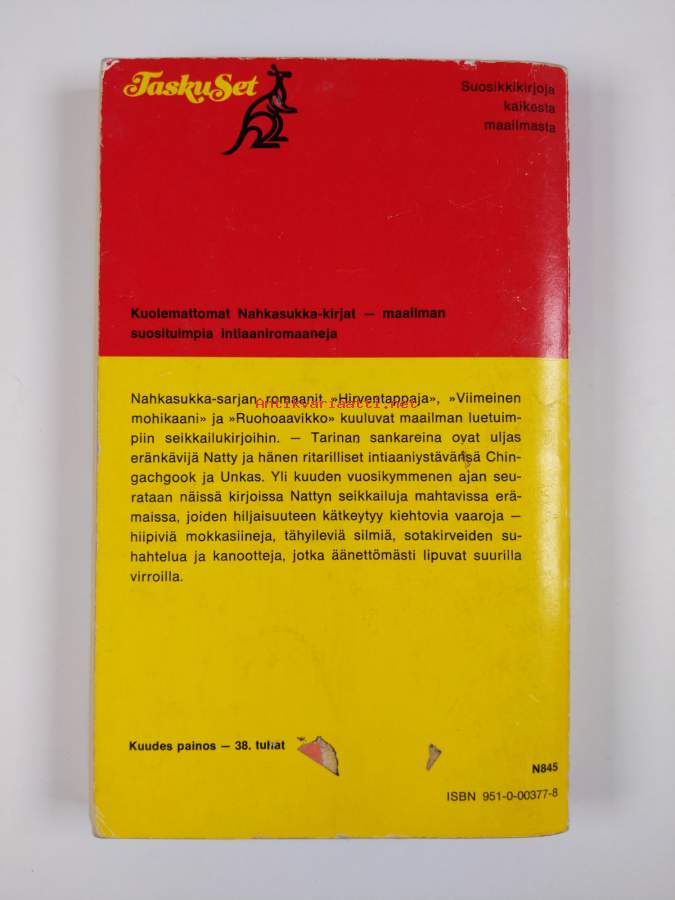 TaskuSet
Suosikkikirjoja
kaikesta
maailmasta
Kuolemattomat Nahkasukka-kirjat — maailman
suosituimpia intiaaniromaaneja
Nahkasukka-sarjan romaanit »Hirventappaja», »Viimeinen
Antikvariaatti.net
mohikaani» ja »Ruohoaavikko» kuuluvat maailman luetuim-
piin seikkailukirjoihin. — Tarinan sankareina ovat uljas
eränkävijä Natty ja hänen ritarilliset intiaaniystävänsä Chin-
gachgook ja Unkas. Yli kuuden vuosikymmenen ajan seu-
rataan näissä kirjoissa Nattyn seikkailuja mahtavissa erä-
maissa, joiden hiljaisuuteen kätkeytyy kiehtovia vaaroja —
hiipiviä mokkasiineja, tähyileviä silmiä, sotakirveiden su-
hahtelua ja kanootteja, jotka äänettömästi lipuvat suurilla
virroilla.
Kuudes painos — 38. tuhat
N845
ISBN 951-0-00377-8